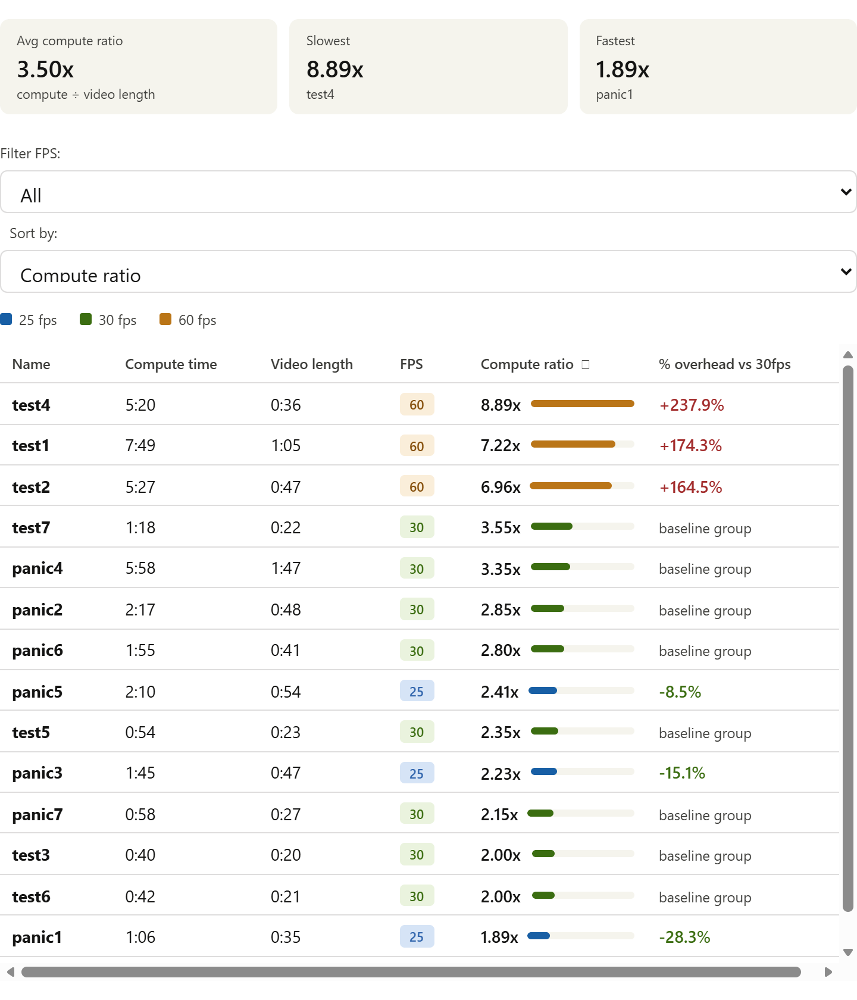 Avg compute ratio
3.50x
compute ÷ video length
Slowest
8.89x
test4
Fastest
1.89x
panic1
Filter FPS:
All
Sort by:
Compute ratio
25 fps 30 fps 60 fps
Name Compute time Video length FPS Compute ratio % overhead vs 30fps
test4 5:20 0:36 60 8.89x +237.9%
test1 7:49 1:05 60 7.22x +174.3%
test2 5:27 0:47 60 6.96x +164.5%
test7 1:18 0:22 30 3.55x baseline group
panic4 5:58 1:47 30 3.35x baseline group
panic2 2:17 0:48 30 2.85x baseline group
panic6 1:55 0:41 30 2.80x baseline group
panic5 2:10 0:54 25 2.41x -8.5%
test5 0:54 0:23 30 2.35x baseline group
panic3 1:45 0:47 25 2.23x -15.1%
panic7 0:58 0:27 30 2.15x baseline group
test3 0:40 0:20 30 2.00x baseline group
test6 0:42 0:21 30 2.00x baseline group
panic1 1:06 0:35 25 1.89x -28.3%